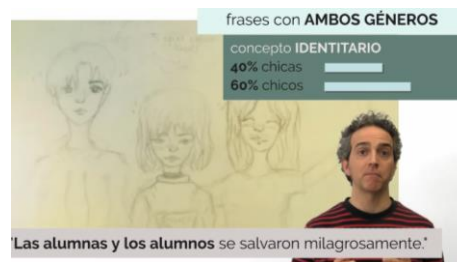 frases con AMBOS GÉNEROS
concepto IDENTITARIO
40% chicas
60% chicos
"Las alumnas y los alumnos se salvaron milagrosamente."